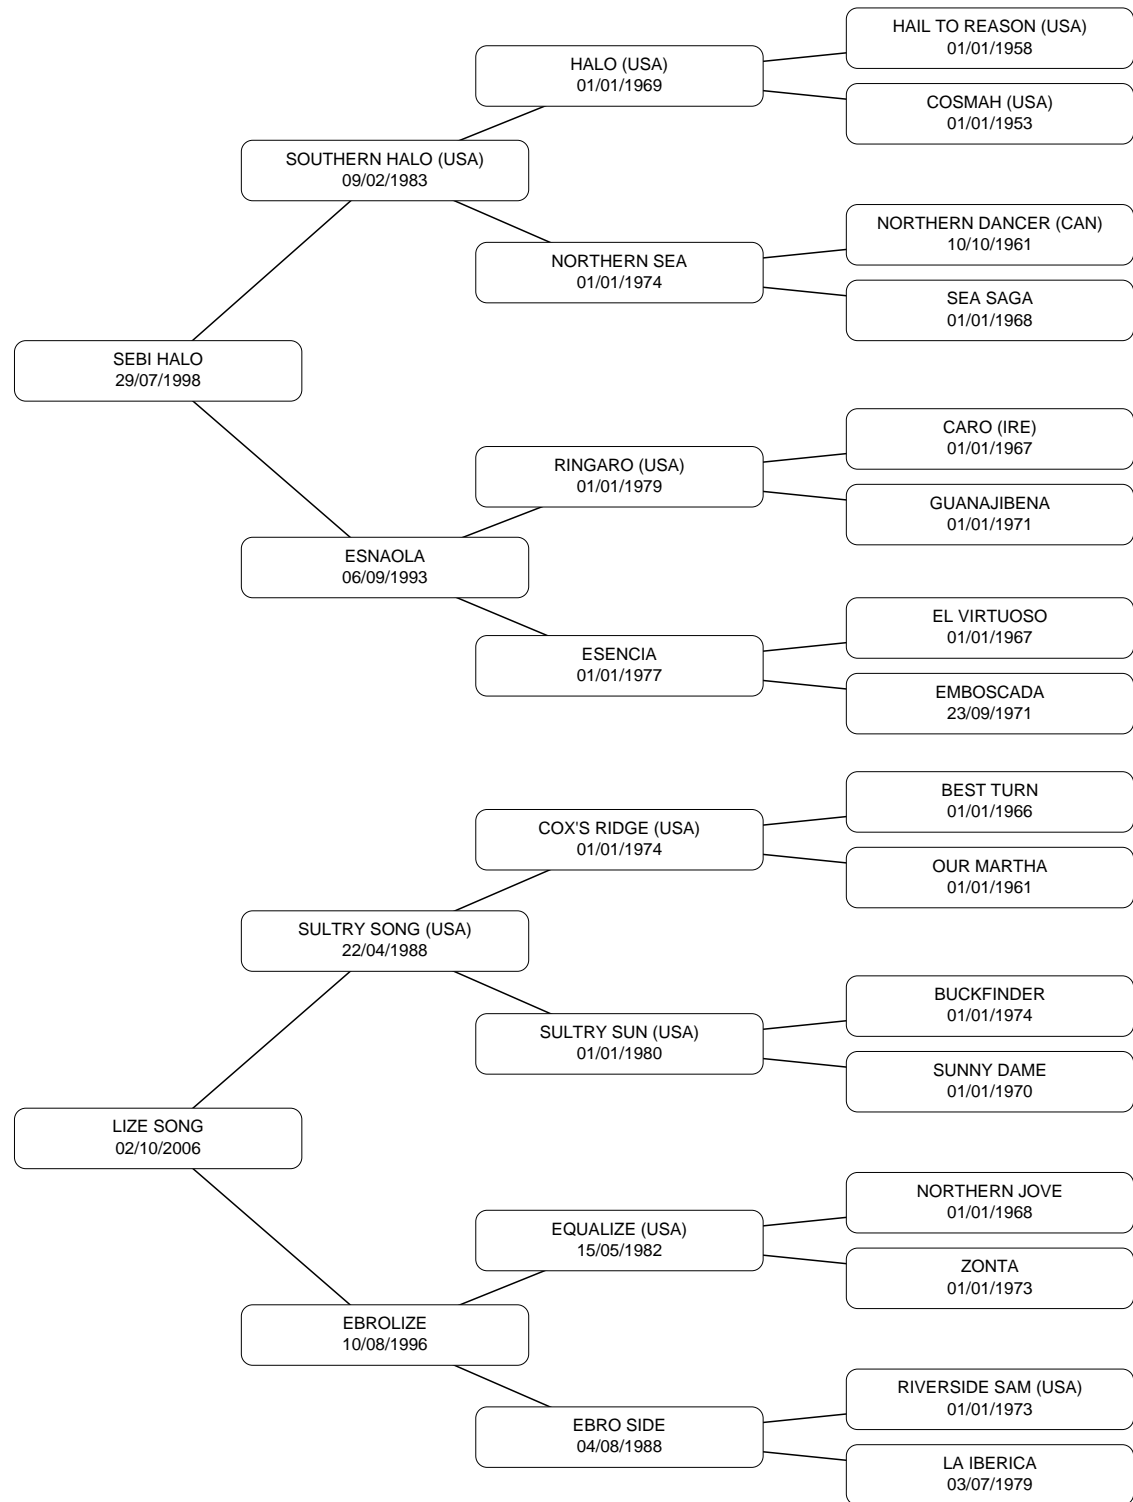 HAIL TO REASON (USA)
01/01/1958
HALO (USA)
01/01/1969
COSMAH (USA)
01/01/1953
SOUTHERN HALO (USA)
09/02/1983
NORTHERN DANCER (CAN)
10/10/1961
NORTHERN SEA
01/01/1974
SEA SAGA
01/01/1968
SEBI HALO
29/07/1998
CARO (IRE)
01/01/1967
RINGARO (USA)
01/01/1979
GUANAJIBENA
01/01/1971
ESNAOLA
06/09/1993
EL VIRTUOSO
01/01/1967
ESENCIA
01/01/1977
EMBOSCADA
23/09/1971
BEST TURN
01/01/1966
COX'S RIDGE (USA)
01/01/1974
OUR MARTHA
01/01/1961
SULTRY SONG (USA)
22/04/1988
BUCKFINDER
01/01/1974
SULTRY SUN (USA)
01/01/1980
SUNNY DAME
01/01/1970
LIZE SONG
02/10/2006
NORTHERN JOVE
01/01/1968
EQUALIZE (USA)
15/05/1982
ZONTA
01/01/1973
EBROLIZE
10/08/1996
RIVERSIDE SAM (USA)
01/01/1973
EBRO SIDE
04/08/1988
LA IBERICA
03/07/1979